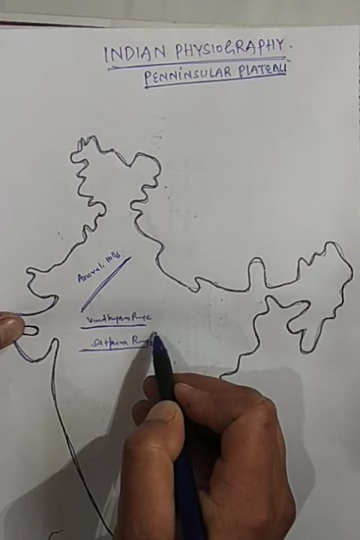 INDIAN PHYSIOGRAPHY.
PENNINSULAR PLATEAU
Aravali Hills
Vindhyan Range
Satpura Range